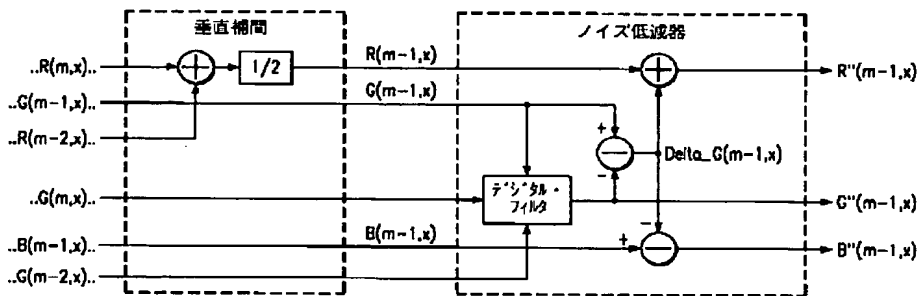 垂直補間
ノイズ低減器
..R(m,x)..
1/2
R(m-1,x)
R''(m-1,x)
..G(m-1,x)..
G(m-1,x)
..R(m-2,x)..
+
-
Delta_G(m-1,x)
..G(m,x)..
デジタル・
フィルタ
G''(m-1,x)
..B(m-1,x)..
B(m-1,x)
+
-
B''(m-1,x)
..G(m-2,x)..